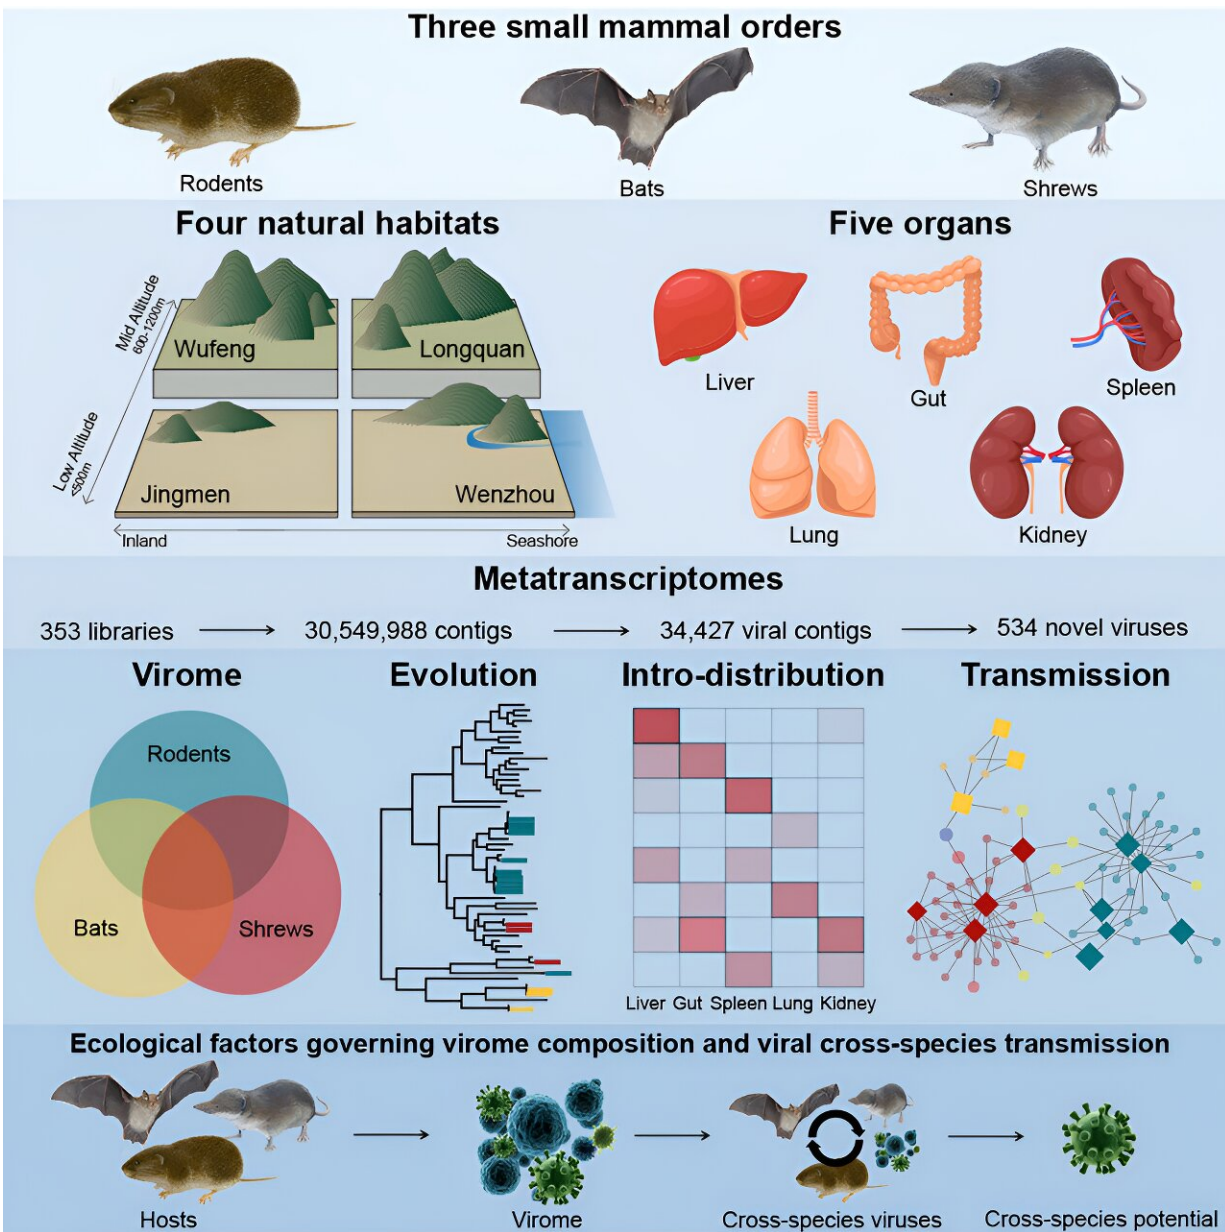 Three small mammal orders
Rodents
Bats
Shrews
Four natural habitats
Mid Altitude
600-1200m
Low Altitude
<500m
Wufeng
Longquan
Jingmen
Wenzhou
Inland
Seashore
Five organs
Liver
Gut
Spleen
Lung
Kidney
Metatranscriptomes
353 libraries
30,549,988 contigs
34,427 viral contigs
534 novel viruses
Virome
Rodents
Bats
Shrews
Evolution
Intro-distribution
Liver Gut Spleen Lung Kidney
Transmission
Ecological factors governing virome composition and viral cross-species transmission
Hosts
Virome
Cross-species viruses
Cross-species potential